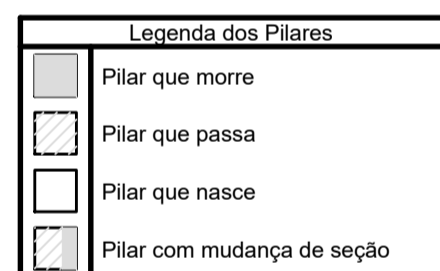 Legenda dos Pilares
Pilar que morre
Pilar que passa
Pilar que nasce
Pilar com mudança de seção